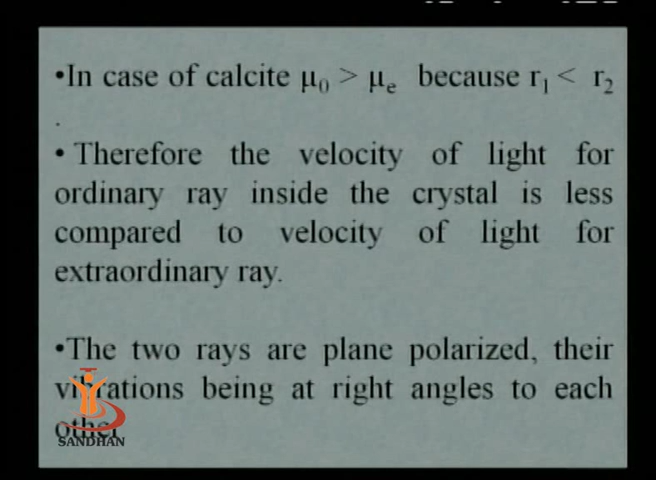 •In case of calcite μ₀ > μₑ because r₁ < r₂
.
• Therefore the velocity of light for
ordinary ray inside the crystal is less
compared to velocity of light for
extraordinary ray.
•The two rays are plane polarized, their
vibrations being at right angles to each
other
SANDHAN